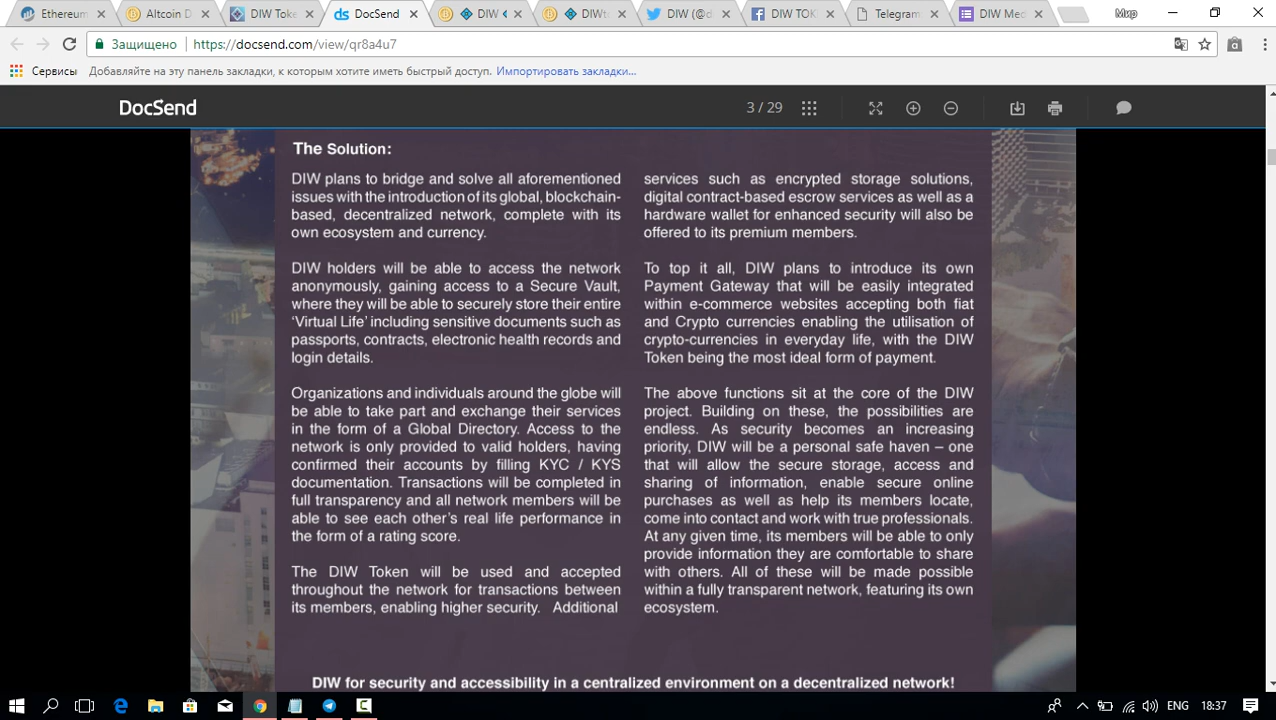 Ethereum
Altcoin D
DIW Toke
DocSend
DIW
DIWt
DIW (@d
DIW TOK
Telegram
DIW Med
Мир
Защищено
https://docsend.com/view/qr8a4u7
Сервисы
Добавляйте на эту панель закладки, к которым хотите иметь быстрый доступ. Импортировать закладки...
DocSend
3 / 29
The Solution:
DIW plans to bridge and solve all aforementioned
issues with the introduction of its global, blockchain-
based, decentralized network, complete with its
own ecosystem and currency.
DIW holders will be able to access the network
anonymously, gaining access to a Secure Vault,
where they will be able to securely store their entire
‘Virtual Life’ including sensitive documents such as
passports, contracts, electronic health records and
login details.
Organizations and individuals around the globe will
be able to take part and exchange their services
in the form of a Global Directory. Access to the
network is only provided to valid holders, having
confirmed their accounts by filling KYC / KYS
documentation. Transactions will be completed in
full transparency and all network members will be
able to see each other’s real life performance in
the form of a rating score.
The DIW Token will be used and accepted
throughout the network for transactions between
its members, enabling higher security. Additional
services such as encrypted storage solutions,
digital contract-based escrow services as well as a
hardware wallet for enhanced security will also be
offered to its premium members.
To top it all, DIW plans to introduce its own
Payment Gateway that will be easily integrated
within e-commerce websites accepting both fiat
and Crypto currencies enabling the utilisation of
crypto-currencies in everyday life, with the DIW
Token being the most ideal form of payment.
The above functions sit at the core of the DIW
project. Building on these, the possibilities are
endless. As security becomes an increasing
priority, DIW will be a personal safe haven – one
that will allow the secure storage, access and
sharing of information, enable secure online
purchases as well as help its members locate,
come into contact and work with true professionals.
At any given time, its members will be able to only
provide information they are comfortable to share
with others. All of these will be made possible
within a fully transparent network, featuring its own
ecosystem.
DIW for security and accessibility in a centralized environment on a decentralized network!
ENG
18:37